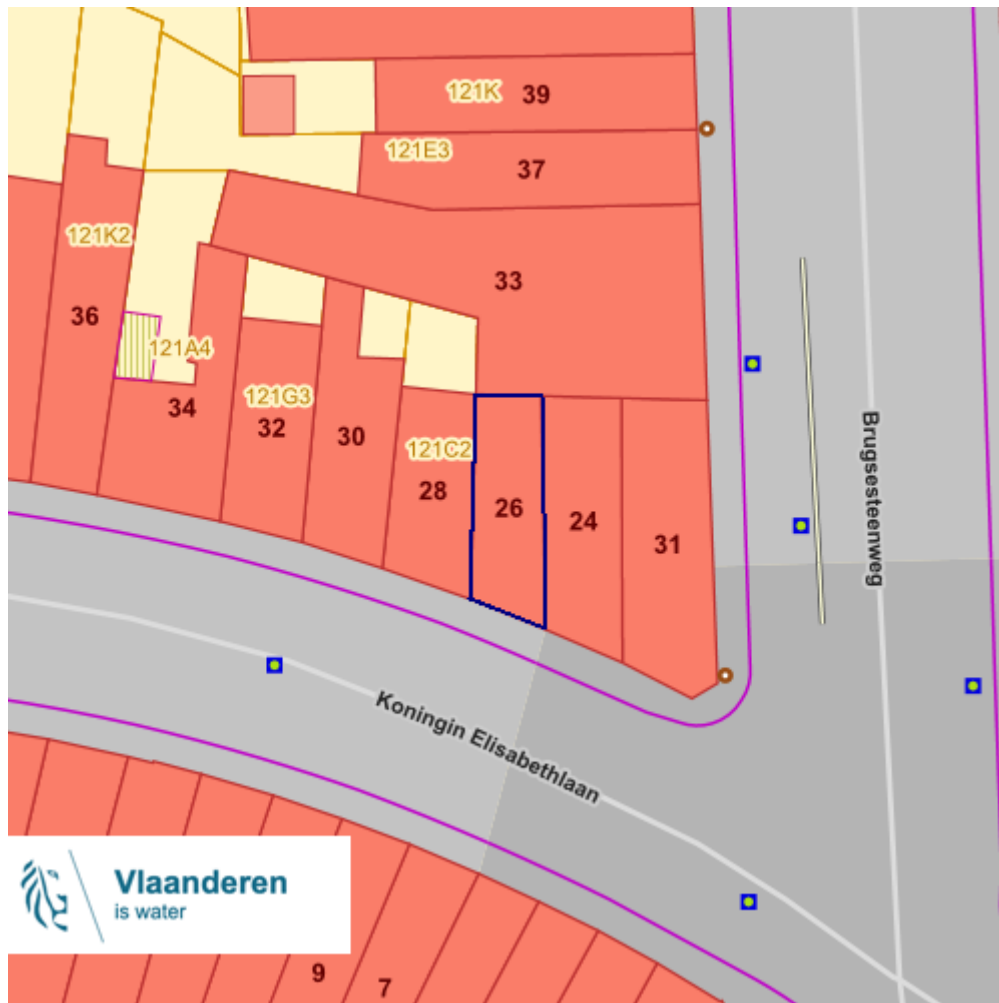 121K 39
121E3
37
121K2
33
36
121A4
34
121G3
32
30
121C2
28
26
24
31
Brugsesteenweg
Koningin Elisabethlaan
Vlaanderen
is water
9
7